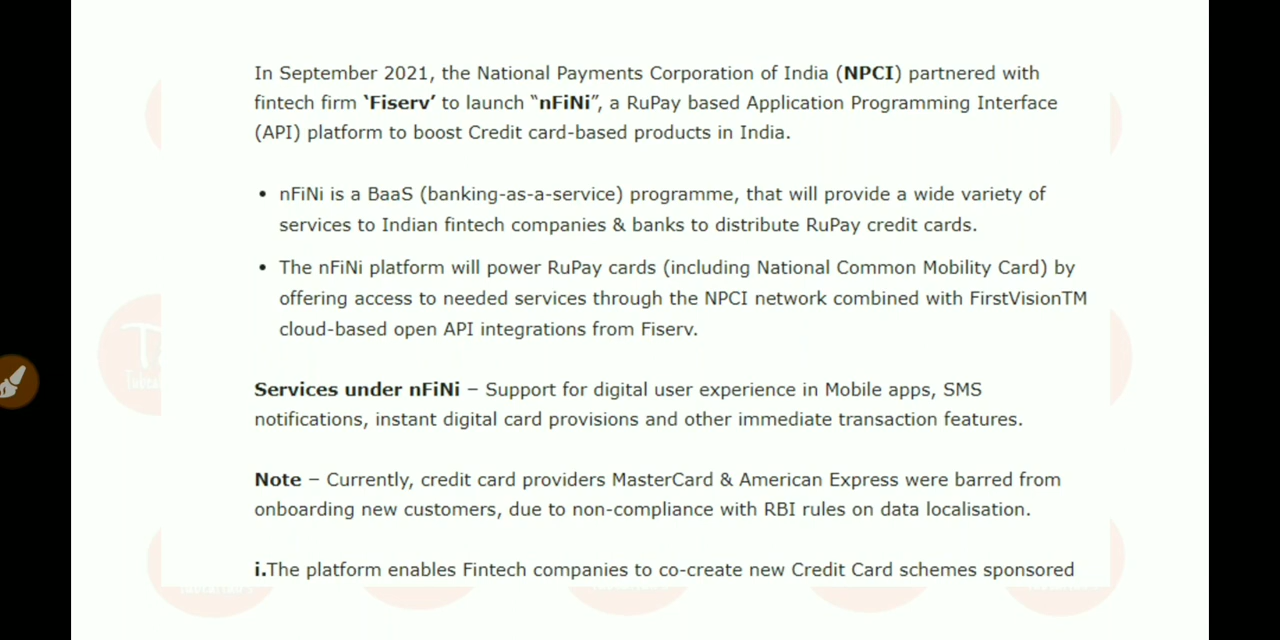 In September 2021, the National Payments Corporation of India (NPCI) partnered with
fintech firm ‘Fiserv’ to launch “nFiNi”, a RuPay based Application Programming Interface
(API) platform to boost Credit card-based products in India.
• nFiNi is a BaaS (banking-as-a-service) programme, that will provide a wide variety of
services to Indian fintech companies & banks to distribute RuPay credit cards.
• The nFiNi platform will power RuPay cards (including National Common Mobility Card) by
offering access to needed services through the NPCI network combined with FirstVisionTM
cloud-based open API integrations from Fiserv.
Services under nFiNi – Support for digital user experience in Mobile apps, SMS
notifications, instant digital card provisions and other immediate transaction features.
Note – Currently, credit card providers MasterCard & American Express were barred from
onboarding new customers, due to non-compliance with RBI rules on data localisation.
i.The platform enables Fintech companies to co-create new Credit Card schemes sponsored